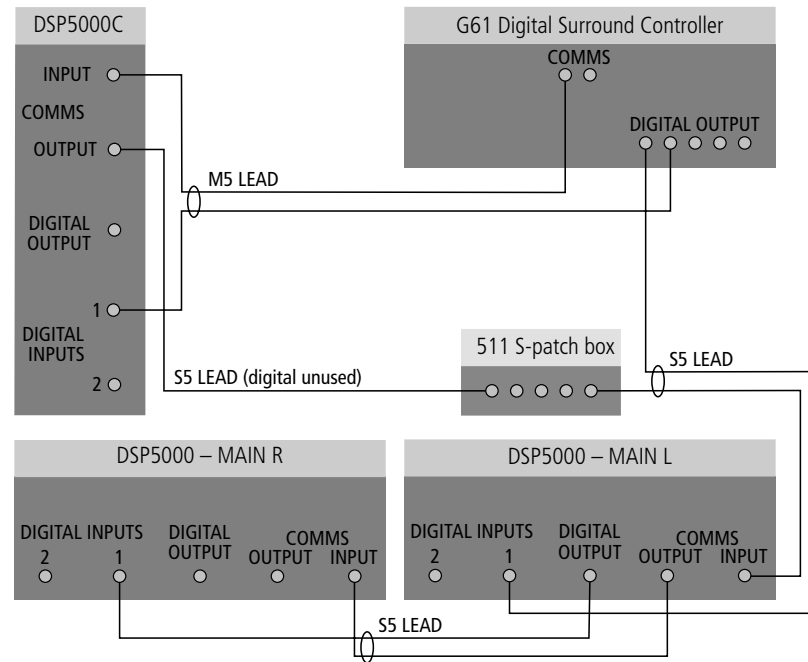 DSP5000C
INPUT
COMMS
OUTPUT
DIGITAL
OUTPUT
1
DIGITAL
INPUTS
2
G61 Digital Surround Controller
COMMS
DIGITAL OUTPUT
M5 LEAD
S5 LEAD (digital unused)
511 S-patch box
S5 LEAD
DSP5000 – MAIN R
DIGITAL INPUTS
2
1
DIGITAL
OUTPUT
COMMS
OUTPUT
INPUT
DSP5000 – MAIN L
DIGITAL INPUTS
2
1
DIGITAL
OUTPUT
COMMS
OUTPUT
INPUT
S5 LEAD